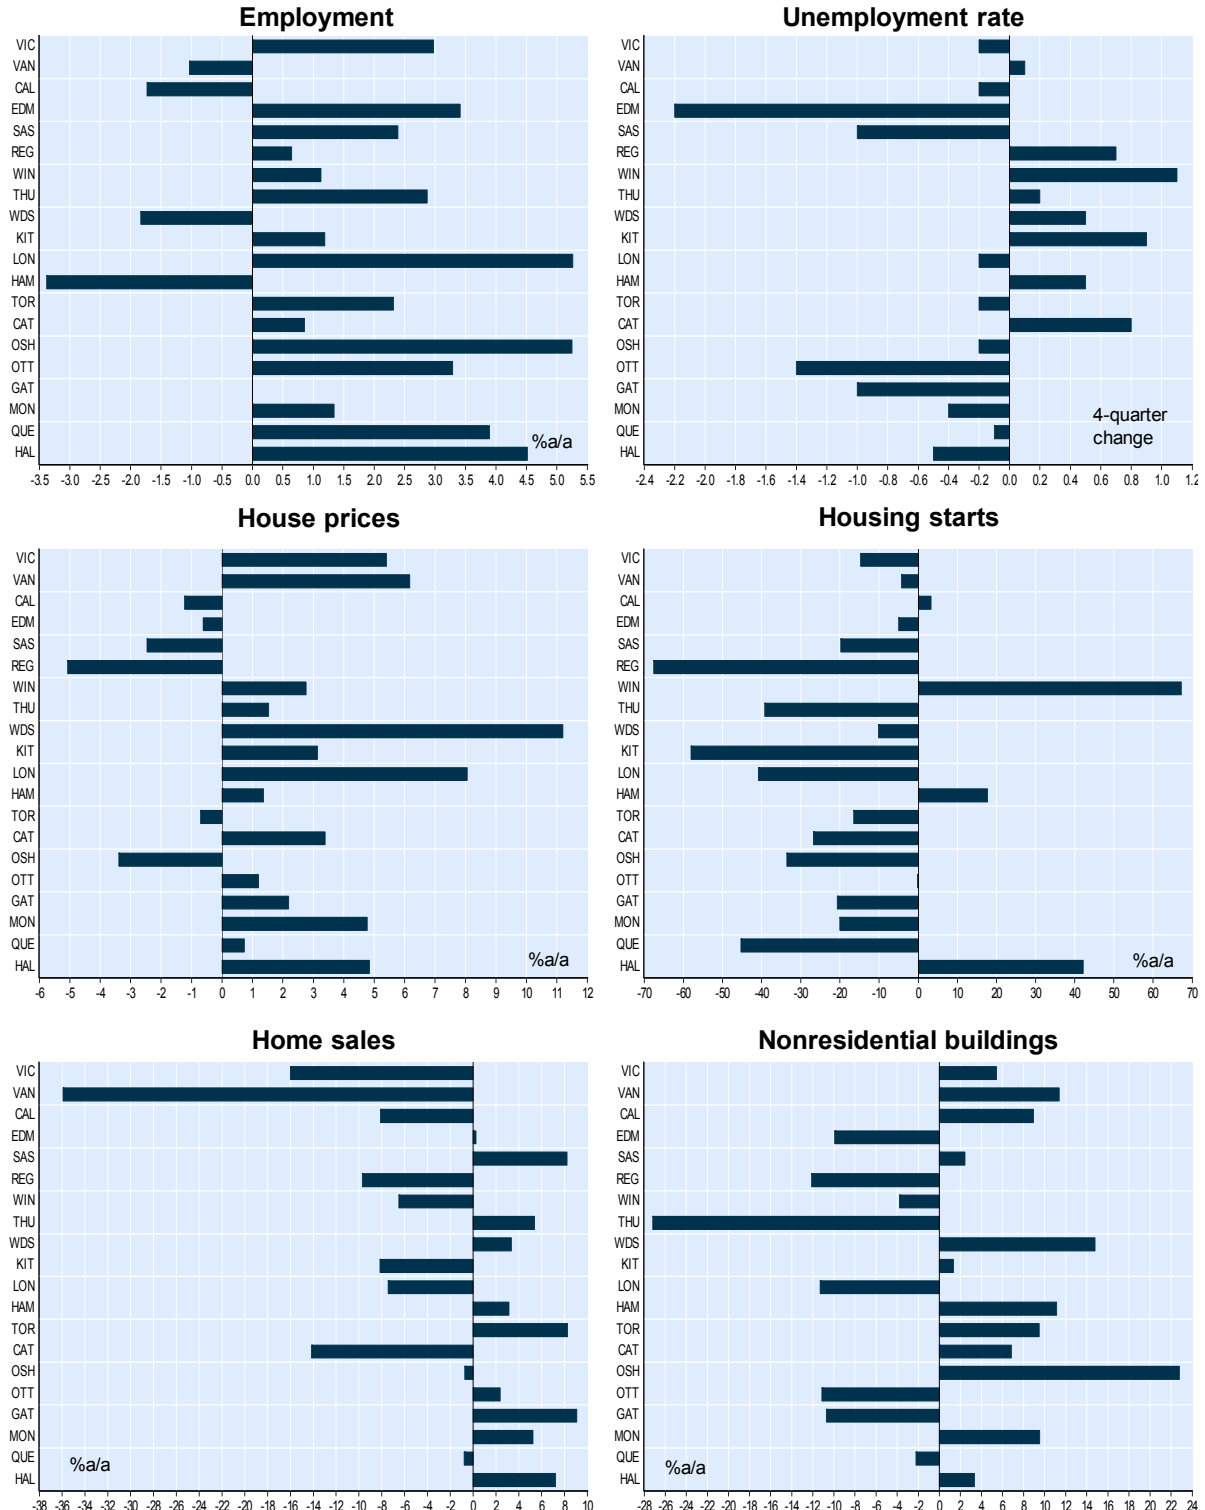 Employment
VIC
VAN
CAL
EDM
SAS
REG
WIN
THU
WDS
KIT
LON
HAM
TOR
CAT
OSH
OTT
GAT
MON
QUE
HAL
%a/a
-3.5 -3.0 -2.5 -2.0 -1.5 -1.0 -0.5 0.0 0.5 1.0 1.5 2.0 2.5 3.0 3.5 4.0 4.5 5.0 5.5
Unemployment rate
VIC
VAN
CAL
EDM
SAS
REG
WIN
THU
WDS
KIT
LON
HAM
TOR
CAT
OSH
OTT
GAT
MON
QUE
HAL
4-quarter
change
-2.4 -2.2 -2.0 -1.8 -1.6 -1.4 -1.2 -1.0 -0.8 -0.6 -0.4 -0.2 0.0 0.2 0.4 0.6 0.8 1.0 1.2
House prices
VIC
VAN
CAL
EDM
SAS
REG
WIN
THU
WDS
KIT
LON
HAM
TOR
CAT
OSH
OTT
GAT
MON
QUE
HAL
%a/a
-6 -5 -4 -3 -2 -1 0 1 2 3 4 5 6 7 8 9 10 11 12
Housing starts
VIC
VAN
CAL
EDM
SAS
REG
WIN
THU
WDS
KIT
LON
HAM
TOR
CAT
OSH
OTT
GAT
MON
QUE
HAL
%a/a
-70 -60 -50 -40 -30 -20 -10 0 10 20 30 40 50 60 70
Home sales
VIC
VAN
CAL
EDM
SAS
REG
WIN
THU
WDS
KIT
LON
HAM
TOR
CAT
OSH
OTT
GAT
MON
QUE
HAL
%a/a
-38 -36 -34 -32 -30 -28 -26 -24 -22 -20 -18 -16 -14 -12 -10 -8 -6 -4 -2 0 2 4 6 8 10
Nonresidential buildings
VIC
VAN
CAL
EDM
SAS
REG
WIN
THU
WDS
KIT
LON
HAM
TOR
CAT
OSH
OTT
GAT
MON
QUE
HAL
%a/a
-28 -26 -24 -22 -20 -18 -16 -14 -12 -10 -8 -6 -4 -2 0 2 4 6 8 10 12 14 16 18 20 22 24